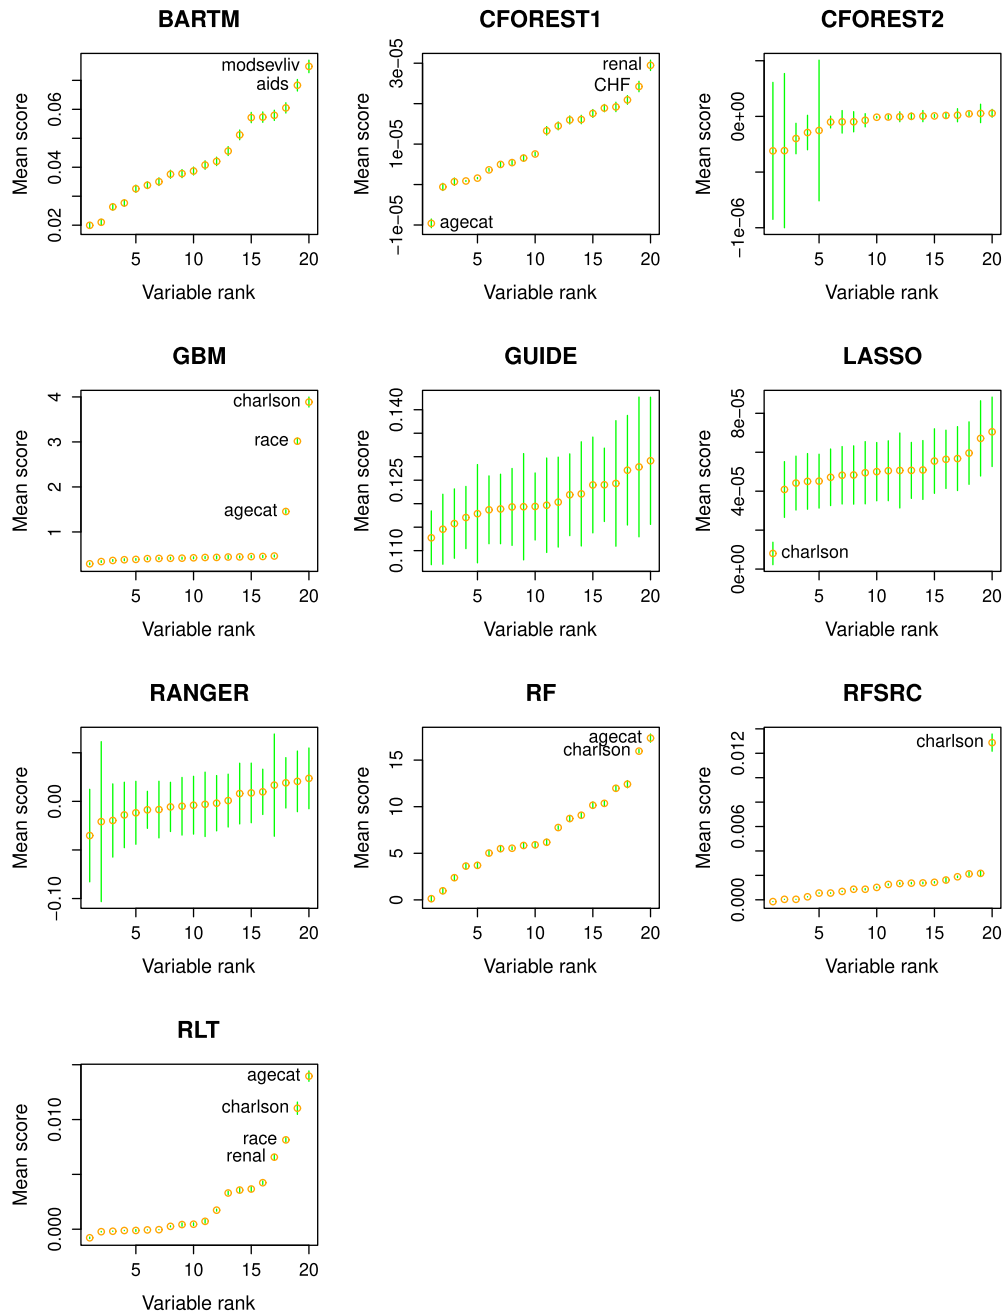 BARTM
Mean score
0.02 0.04 0.06
modsevliv
aids
5 10 15 20
Variable rank
CFOREST1
Mean score
−1e−05 1e−05 3e−05
renal
CHF
agecat
5 10 15 20
Variable rank
CFOREST2
Mean score
−1e−06 0e+00
5 10 15 20
Variable rank
GBM
Mean score
1 2 3 4
charlson
race
agecat
5 10 15 20
Variable rank
GUIDE
Mean score
0.110 0.125 0.140
5 10 15 20
Variable rank
LASSO
Mean score
0e+00 4e−05 8e−05
charlson
5 10 15 20
Variable rank
RANGER
Mean score
−0.10 0.00
5 10 15 20
Variable rank
RF
Mean score
0 5 10 15
agecat
charlson
5 10 15 20
Variable rank
RFSRC
Mean score
0.000 0.006 0.012
charlson
5 10 15 20
Variable rank
RLT
Mean score
0.000 0.010
agecat
charlson
race
renal
5 10 15 20
Variable rank